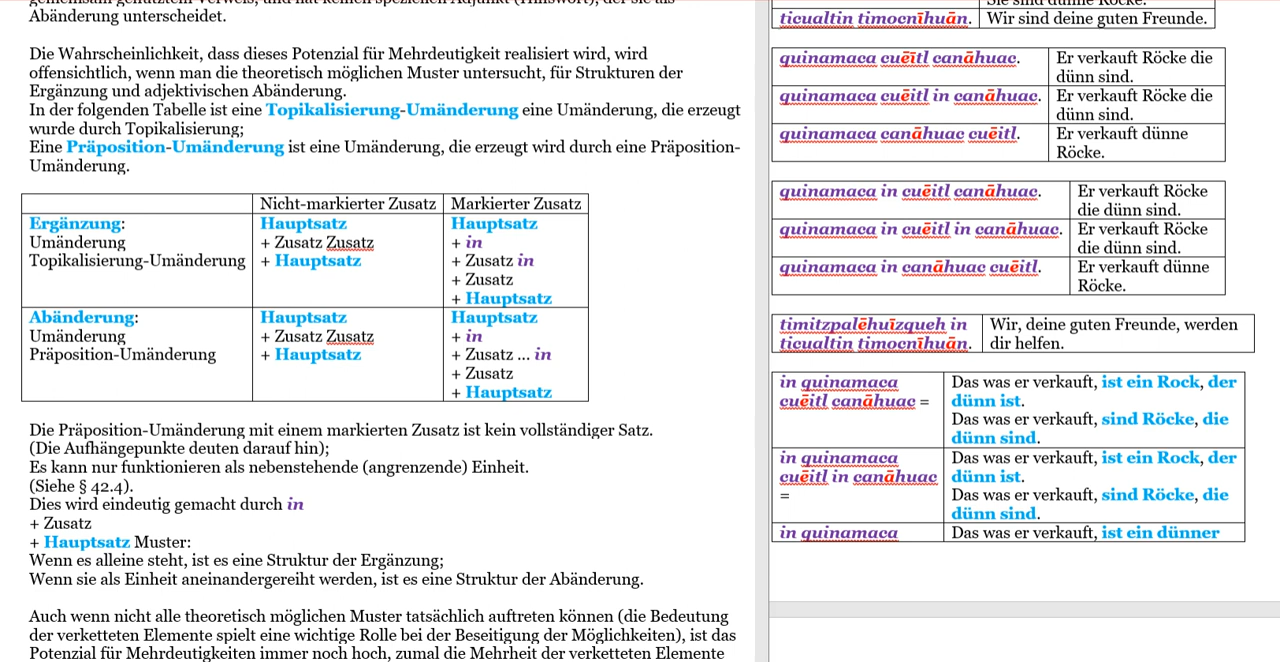 Abänderung unterscheidet.
Die Wahrscheinlichkeit, dass dieses Potenzial für Mehrdeutigkeit realisiert wird, wird
offensichtlich, wenn man die theoretisch möglichen Muster untersucht, für Strukturen der
Ergänzung und adjektivischen Abänderung.
In der folgenden Tabelle ist eine Topikalisierung-Umänderung eine Umänderung, die erzeugt
wurde durch Topikalisierung;
Eine Präposition-Umänderung ist eine Umänderung, die erzeugt wird durch eine Präposition-
Umänderung.
Nicht-markierter Zusatz Markierter Zusatz
Ergänzung: Hauptsatz Hauptsatz
Umänderung + Zusatz Zusatz + in
Topikalisierung-Umänderung + Hauptsatz + Zusatz in
+ Zusatz
+ Hauptsatz
Abänderung: Hauptsatz Hauptsatz
Umänderung + Zusatz Zusatz + in
Präposition-Umänderung + Hauptsatz + Zusatz ... in
+ Zusatz
+ Hauptsatz
Die Präposition-Umänderung mit einem markierten Zusatz ist kein vollständiger Satz.
(Die Aufhängepunkte deuten darauf hin);
Es kann nur funktionieren als nebenstehende (angrenzende) Einheit.
(Siehe § 42.4).
Dies wird eindeutig gemacht durch in
+ Zusatz
+ Hauptsatz Muster:
Wenn es alleine steht, ist es eine Struktur der Ergänzung;
Wenn sie als Einheit aneinandergereiht werden, ist es eine Struktur der Abänderung.
Auch wenn nicht alle theoretisch möglichen Muster tatsächlich auftreten können (die Bedeutung
der verketteten Elemente spielt eine wichtige Rolle bei der Beseitigung der Möglichkeiten), ist das
Potenzial für Mehrdeutigkeiten immer noch hoch, zumal die Mehrheit der verketteten Elemente
ticualtin timocnīhuān. Wir sind deine guten Freunde.
quinamaca cuēītl canāhuac. Er verkauft Röcke die
dünn sind.
quinamaca cuēitl in canāhuac. Er verkauft Röcke die
dünn sind.
quinamaca canāhuac cuēitl. Er verkauft dünne
Röcke.
quinamaca in cuēitl canāhuac. Er verkauft Röcke
die dünn sind.
quinamaca in cuēitl in canāhuac. Er verkauft Röcke
die dünn sind.
quinamaca in canāhuac cuēitl. Er verkauft dünne
Röcke.
timitzpalēhuīzqueh in Wir, deine guten Freunde, werden
ticualtin timocnīhuān. dir helfen.
in quinamaca Das was er verkauft, ist ein Rock, der
cuēitl canāhuac = dünn ist.
Das was er verkauft, sind Röcke, die
dünn sind.
in quinamaca Das was er verkauft, ist ein Rock, der
cuēitl in canāhuac dünn ist.
= Das was er verkauft, sind Röcke, die
dünn sind.
in quinamaca Das was er verkauft, ist ein dünner